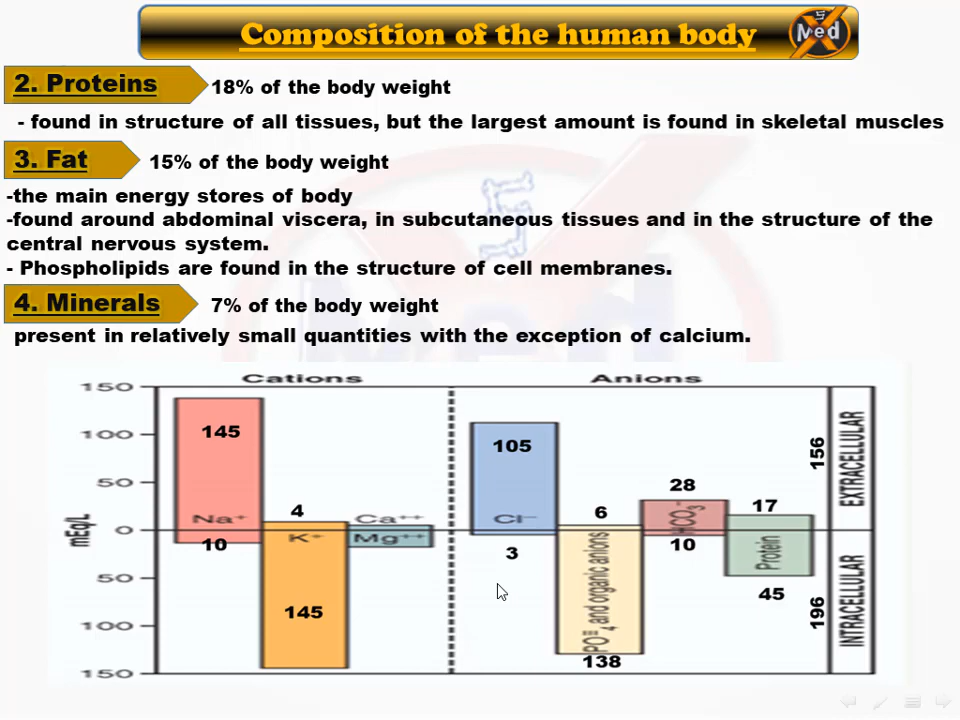 Composition of the human body
Med
2. Proteins
18% of the body weight
- found in structure of all tissues, but the largest amount is found in skeletal muscles
3. Fat
15% of the body weight
-the main energy stores of body
-found around abdominal viscera, in subcutaneous tissues and in the structure of the
central nervous system.
- Phospholipids are found in the structure of cell membranes.
4. Minerals
7% of the body weight
present in relatively small quantities with the exception of calcium.
Cations
Anions
150
100
50
0
50
100
150
mEq/L
145
Na⁺
10
4
K⁺
145
Ca⁺⁺
Mg⁺⁺
105
Cl⁻
3
6
PO₄≡ and organic anions
138
28
HCO₃⁻
10
17
Protein
45
156
196
EXTRACELLULAR
INTRACELLULAR